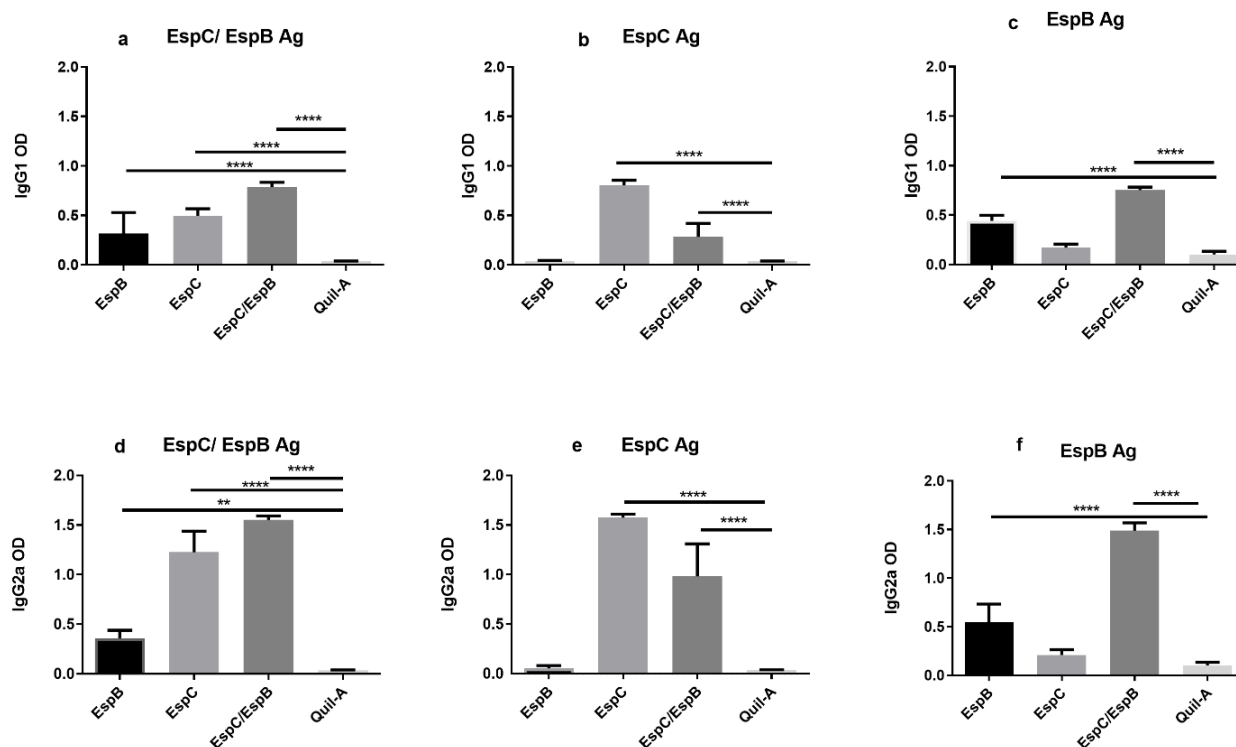 a EspC/ EspB Ag
IgG1 OD
2.0
1.5
1.0
0.5
0.0
****
****
****
EspB
EspC
EspC/EspB
Quil-A
b EspC Ag
IgG1 OD
2.0
1.5
1.0
0.5
0.0
****
****
EspB
EspC
EspC/EspB
Quil-A
c EspB Ag
IgG1 OD
2.0
1.5
1.0
0.5
0.0
****
****
EspB
EspC
EspC/EspB
Quil-A
d EspC/ EspB Ag
IgG2a OD
2.0
1.5
1.0
0.5
0.0
****
****
**
EspB
EspC
EspC/EspB
Quil-A
e EspC Ag
IgG2a OD
2.0
1.5
1.0
0.5
0.0
****
****
EspB
EspC
EspC/EspB
Quil-A
f EspB Ag
IgG2a OD
2.0
1.5
1.0
0.5
0.0
****
****
EspB
EspC
EspC/EspB
Quil-A